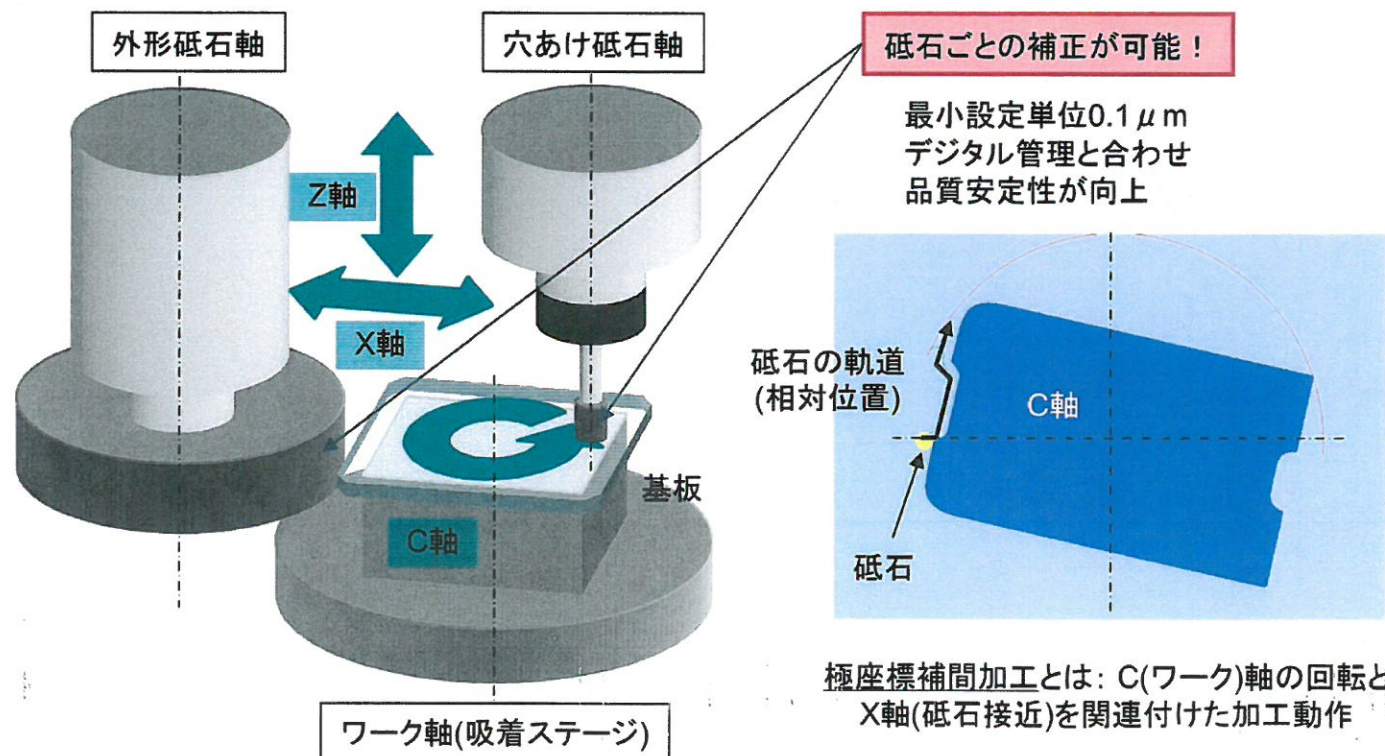 外形砥石軸
穴あけ砥石軸
砥石ごとの補正が可能！
最小設定単位0.1μm
デジタル管理と合わせ
品質安定性が向上
Z軸
X軸
砥石の軌道
(相対位置)
C軸
基板
C軸
砥石
極座標補間加工とは：C(ワーク)軸の回転と
X軸(砥石接近)を関連付けた加工動作
ワーク軸(吸着ステージ)